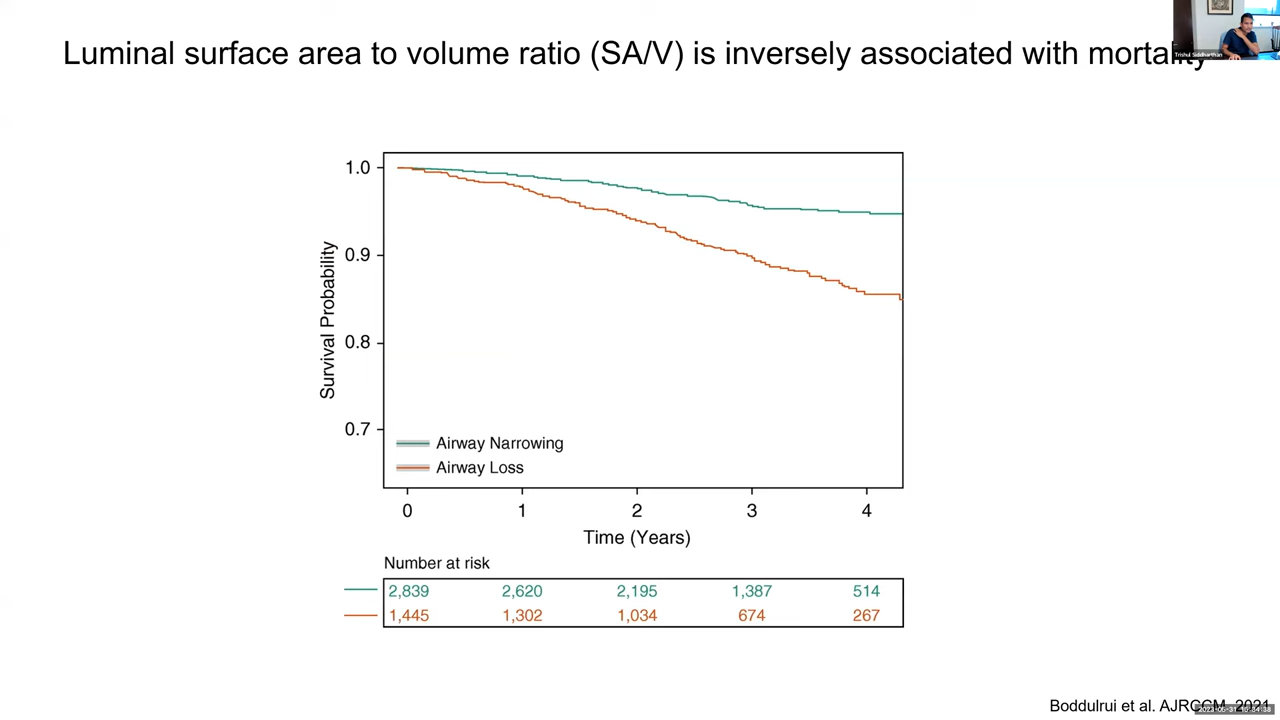 Luminal surface area to volume ratio (SA/V) is inversely associated with mortality
Trishul Siddharthan
1.0
0.9
0.8
0.7
Survival Probability
Airway Narrowing
Airway Loss
0 1 2 3 4
Time (Years)
Number at risk
2,839 2,620 2,195 1,387 514
1,445 1,302 1,034 674 267
Boddulrui et al. AJRCCM, 2021